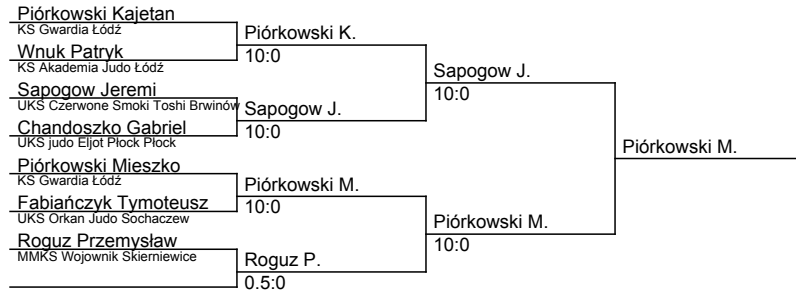 Piórkowski Kajetan
KS Gwardia Łódź
Wnuk Patryk
KS Akademia Judo Łódź
Sapogow Jeremi
UKS Czerwone Smoki Toshi Brwinów
Chandoszko Gabriel
UKS judo Eljot Płock Płock
Piórkowski Mieszko
KS Gwardia Łódź
Fabiańczyk Tymoteusz
UKS Orkan Judo Sochaczew
Roguz Przemysław
MMKS Wojownik Skierniewice
Piórkowski K.
10:0
Sapogow J.
10:0
Piórkowski M.
10:0
Roguz P.
0.5:0
Sapogow J.
10:0
Piórkowski M.
10:0
Piórkowski M.